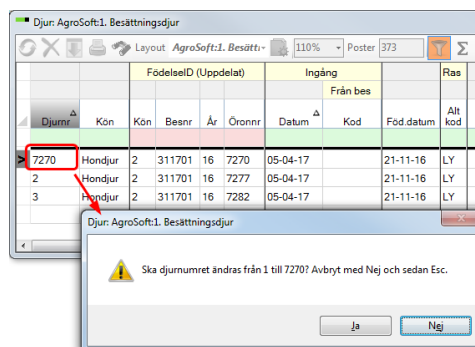 Djur: AgroSoft:1. Besättningsdjur
Layout AgroSoft:1. Besätti 110% Poster 373 Σ
FödelseID (Uppdelat) Ingång Ras
Från bes
Djurnr Kön Kön Besnr År Öronnr Datum Kod Föd.datum Alt kod
7270 Hondjur 2 311701 16 7270 05-04-17 21-11-16 LY
2 Hondjur 2 311701 16 7277 05-04-17 21-11-16 LY
3 Hondjur 2 311701 16 7282 05-04-17 21-11-16 LY
Djur: AgroSoft:1. Besättningsdjur
Ska djurnumret ändras från 1 till 7270? Avbryt med Nej och sedan Esc.
Ja Nej